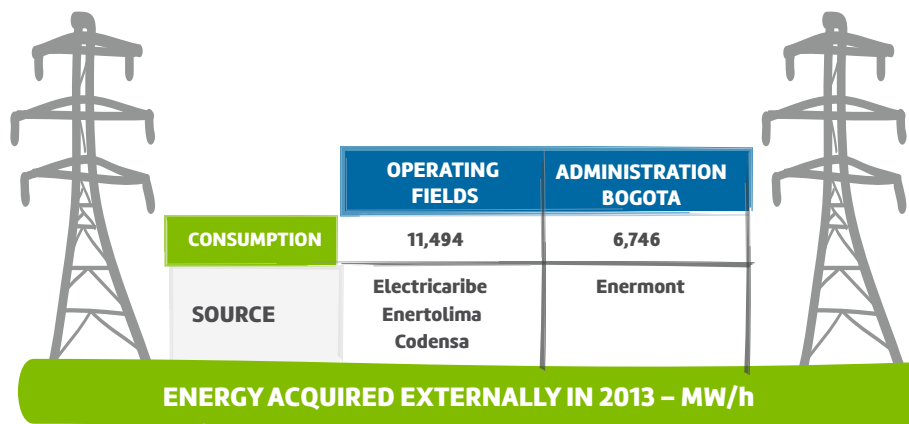 OPERATING
FIELDS
ADMINISTRATION
BOGOTA
CONSUMPTION
11,494
6,746
SOURCE
Electricaribe
Enertolima
Codensa
Enermont
ENERGY ACQUIRED EXTERNALLY IN 2013 – MW/h